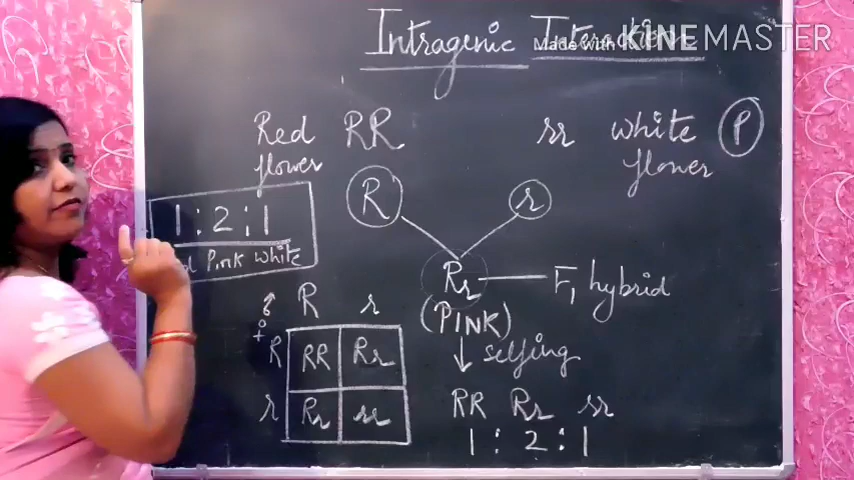 Intragenic Interaction
Made with KINEMASTER
Red RR rr white P
flower flower
R r
1 : 2 : 1
Pink white
Rr F1 hybrid
(PINK)
selfing
♂ R r
♀ R RR Rr
r Rr rr
RR Rr rr
1 : 2 : 1